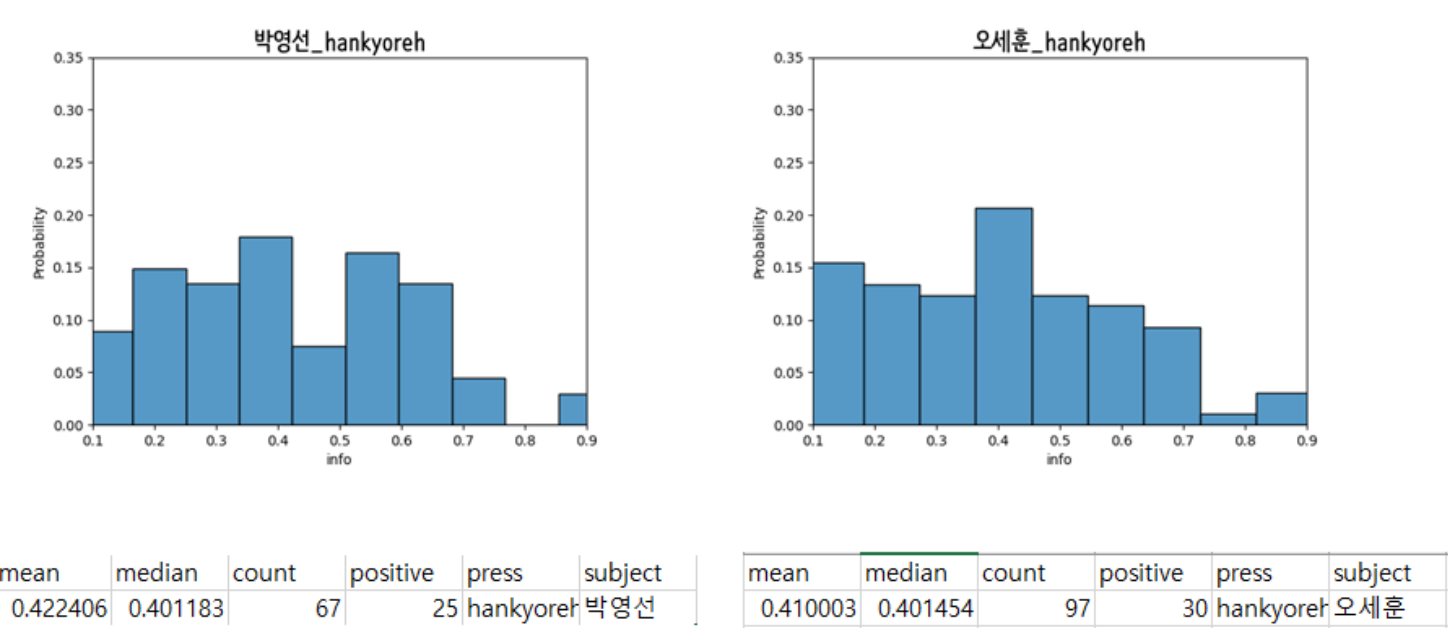 박영선_hankyoreh
0.35
0.30
0.25
0.20
0.15
0.10
0.05
0.00
Probability
0.1 0.2 0.3 0.4 0.5 0.6 0.7 0.8 0.9
info
오세훈_hankyoreh
0.35
0.30
0.25
0.20
0.15
0.10
0.05
0.00
Probability
0.1 0.2 0.3 0.4 0.5 0.6 0.7 0.8 0.9
info
mean median count positive press subject
0.422406 0.401183 67 25 hankyoreh 박영선
mean median count positive press subject
0.410003 0.401454 97 30 hankyoreh 오세훈